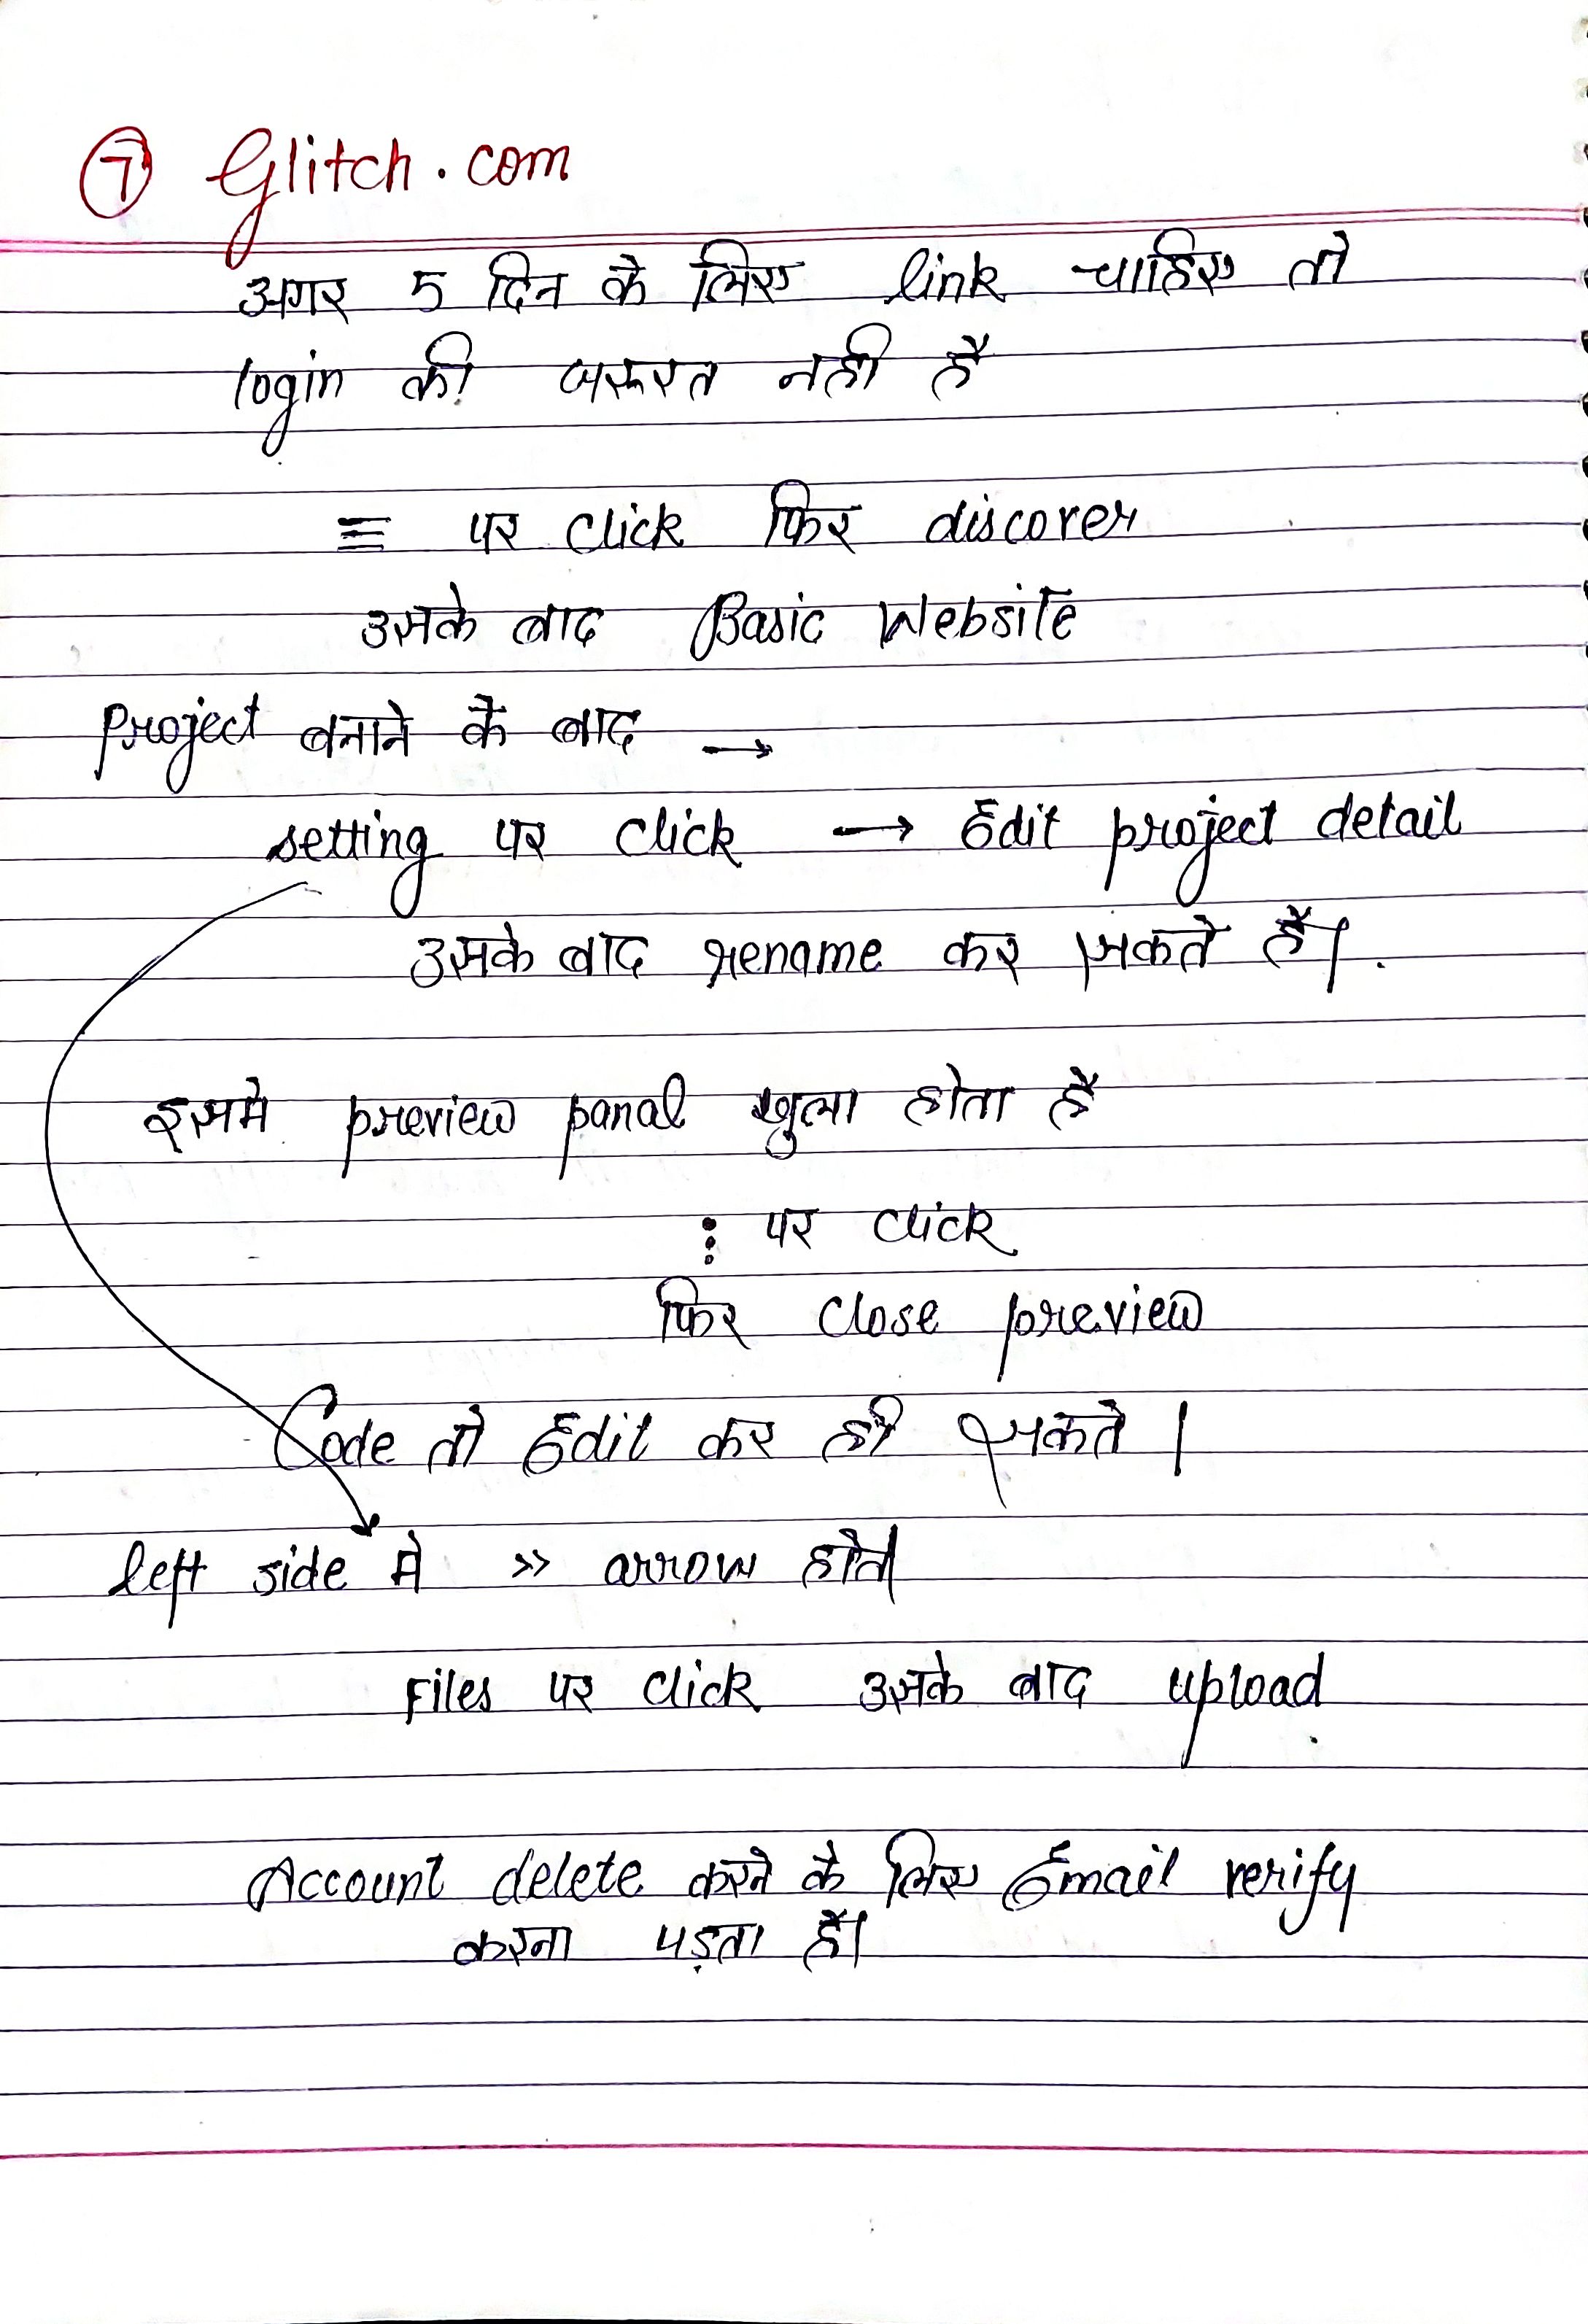 ⑦ Glitch.com
अगर 5 दिन के लिए link चाहिए तो
login की जरूरत नही है
≡ पर click फिर discover
उसके बाद Basic Website
Project बनाने के बाद →
setting पर click → Edit project detail
उसके बाद rename कर सकते है।
इसमे preview panal खुला होता है
⋮ पर click
फिर close preview
Code तो Edit कर ही सकते।
left side मे » arrow होता
Files पर click उसके बाद upload
Account delete करने के लिए Email verify
करना पड़ता है।